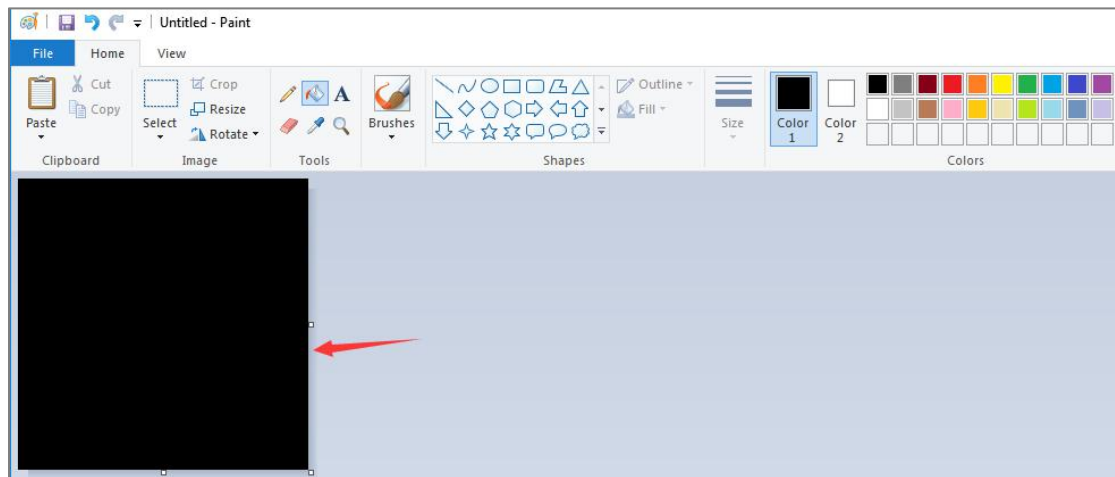 Untitled - Paint
File Home View
Cut
Copy
Paste
Clipboard
Select
Crop
Resize
Rotate
Image
A
Tools
Brushes
Outline
Fill
Shapes
Size
Color 1
Color 2
Colors